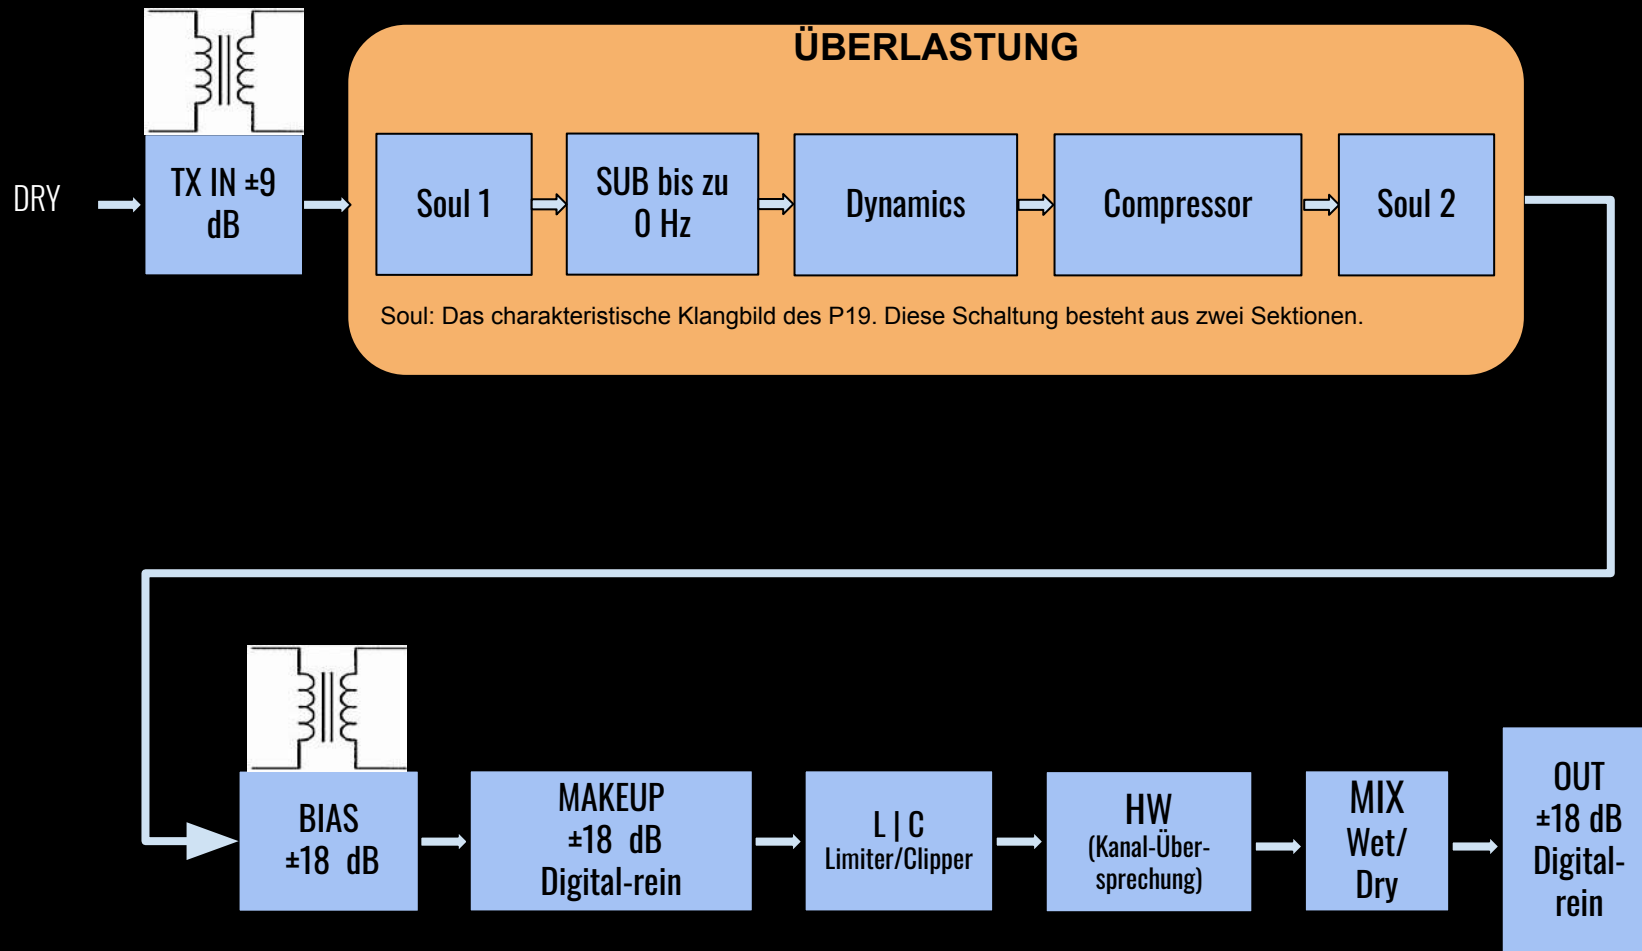 ÜBERLASTUNG
DRY
TX IN ±9
dB
Soul 1
SUB bis zu
0 Hz
Dynamics
Compressor
Soul 2
Soul: Das charakteristische Klangbild des P19. Diese Schaltung besteht aus zwei Sektionen.
BIAS
±18 dB
MAKEUP
±18 dB
Digital-rein
L | C
Limiter/Clipper
HW
(Kanal-Über-
sprechung)
MIX
Wet/
Dry
OUT
±18 dB
Digital-
rein